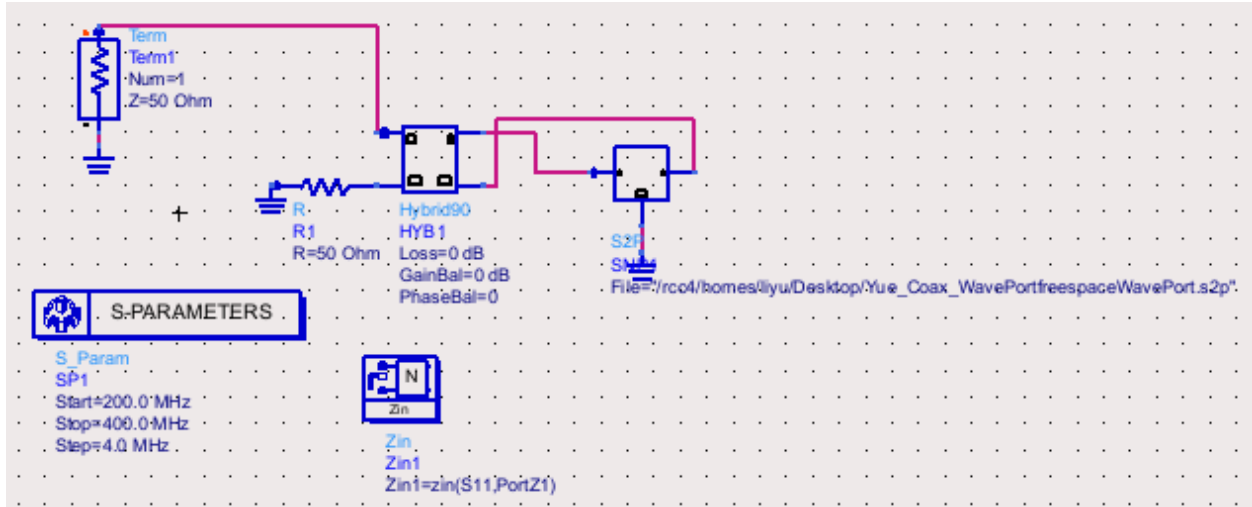 Term
Term1
Num=1
Z=50 Ohm
R
R1
R=50 Ohm
Hybrid90
HYB1
Loss=0 dB
GainBal=0 dB
PhaseBal=0
S2P
SNP1
File="/rco4/homes/liyu/Desktop/Yue_Coax_WavePortfreespaceWavePort.s2p"
S-PARAMETERS
S_Param
SP1
Start=200.0 MHz
Stop=400.0 MHz
Step=4.0 MHz
N
Zin
Zin
Zin1
Zin1=zin(S11,PortZ1)